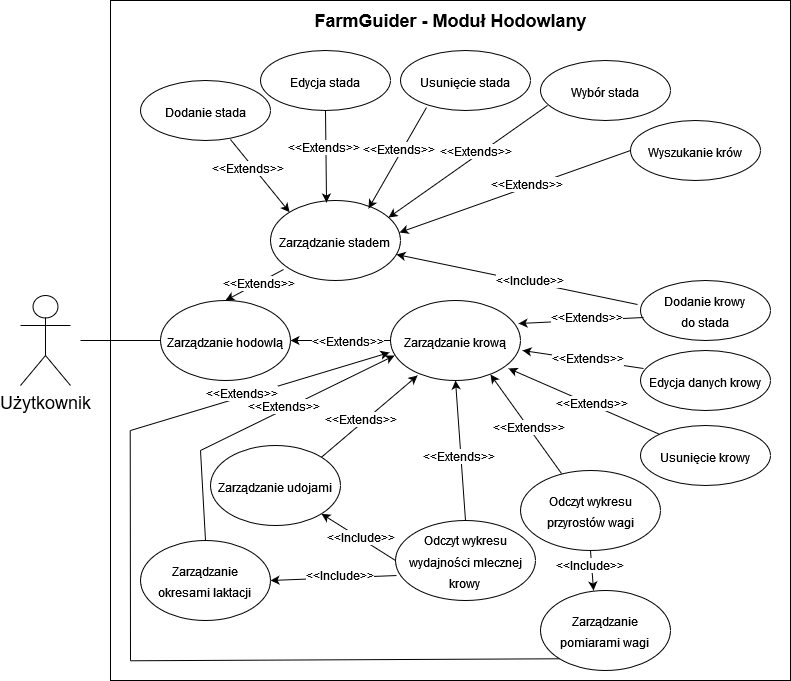 FarmGuider - Moduł Hodowlany
Edycja stada
Usunięcie stada
Wybór stada
Dodanie stada
<<Extends>>
<<Extends>>
<<Extends>>
<<Extends>>
Wyszukanie krów
<<Extends>>
<<Extends>>
Zarządzanie stadem
<<Extends>>
<<Include>>
Dodanie krowy
do stada
<<Extends>>
Zarządzanie hodowlą
<<Extends>>
Zarządzanie krową
<<Extends>>
Edycja danych krowy
Użytkownik
<<Extends>>
<<Extends>>
<<Extends>>
<<Extends>>
<<Extends>>
<<Extends>>
Usunięcie krowy
Zarządzanie udojami
Odczyt wykresu
przyrostów wagi
<<Include>>
Odczyt wykresu
wydajności mlecznej
krowy
<<Include>>
Zarządzanie
okresami laktacji
<<Include>>
Zarządzanie
pomiarami wagi